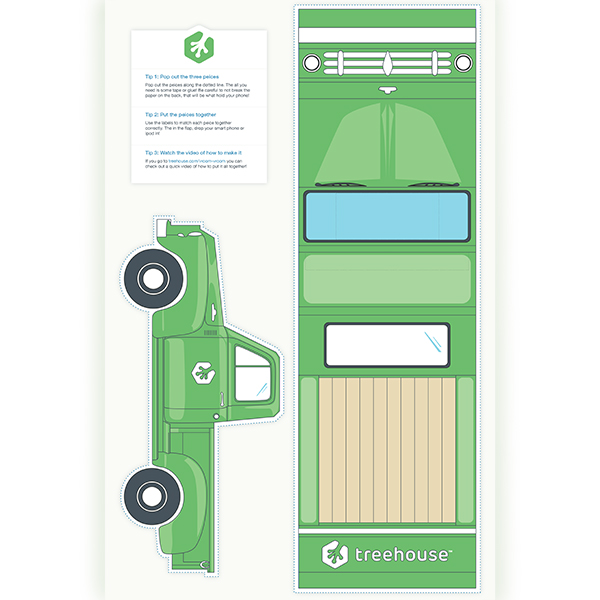 Tip 1: Pop out the three peices
Pop out the peices along the dotted line. The all you
need is some tape or glue! Be careful to not break the
paper on the back, that will be what hold your phone!
Tip 2: Put the peices together
Use the labels to match each peice together
correctly. The in the flap, drop your smart phone or
ipod in!
Tip 3: Watch the video of how to make it
If you go to treehouse.com/vroom-vroom you can
check out a quick video of how to put it all together!
treehouse™